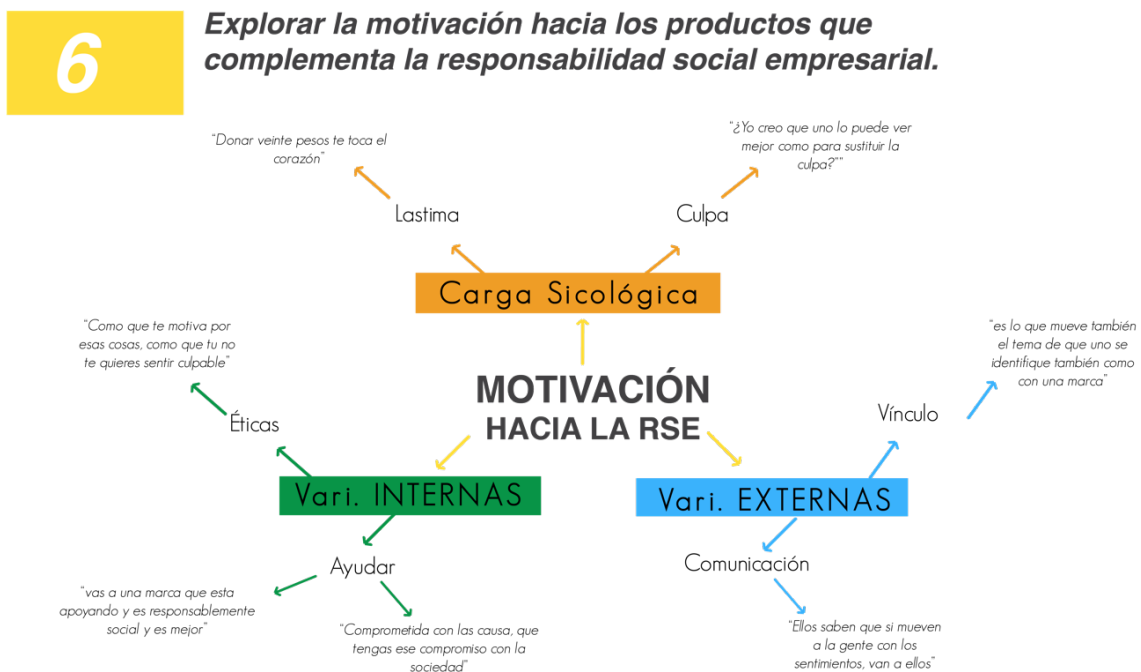 6
Explorar la motivación hacia los productos que
complementa la responsabilidad social empresarial.
"Donar veinte pesos te toca el
corazón"
"¿Yo creo que uno lo puede ver
mejor como para sustituir la
culpa?""
Lastima
Culpa
Carga Sicológica
"Como que te motiva por
esas cosas, como que tu no
te quieres sentir culpable"
"es lo que mueve también
el tema de que uno se
identifique también como
con una marca"
MOTIVACIÓN
HACIA LA RSE
Éticas
Vínculo
Vari. INTERNAS
Vari. EXTERNAS
Ayudar
Comunicación
"vas a una marca que esta
apoyando y es responsablemente
social y es mejor"
"Comprometida con las causa, que
tengas ese compromiso con la
sociedad"
"Ellos saben que si mueven
a la gente con los
sentimientos, van a ellos"